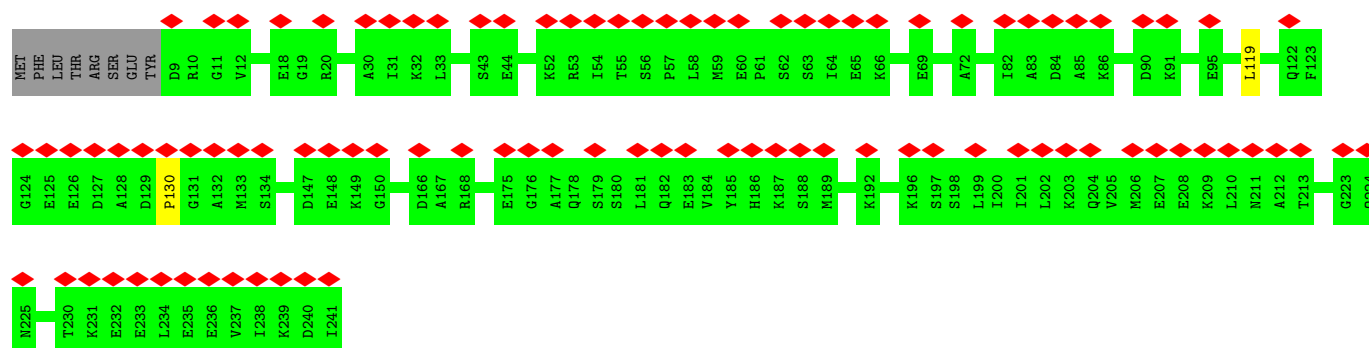 MET PHE LEU THR ARG SER GLU TYR D9 R10 G11 V12 E18 G19 R20 A30 I31 K32 L33 S43 E44 K52 R53 I54 T55 S56 P57 L58 M59 E60 P61 S62 S63 I64 E65 K66 E69 A72 I82 A83 D84 A85 K86 D90 K91 E95 L119 Q122 F123
G124 E125 E126 D127 A128 D129 P130 G131 A132 M133 S134 D147 E148 K149 G150 D166 A167 R168 E175 G176 A177 Q178 S179 S180 L181 Q182 E183 V184 Y185 H186 K187 S188 M189 K192 K196 S197 S198 L199 I200 I201 L202 K203 Q204 V205 M206 E207 E208 K209 L210 N211 A212 T213 G223
N225 T230 K231 E232 E233 L234 E235 E236 V237 I238 K239 D240 I241